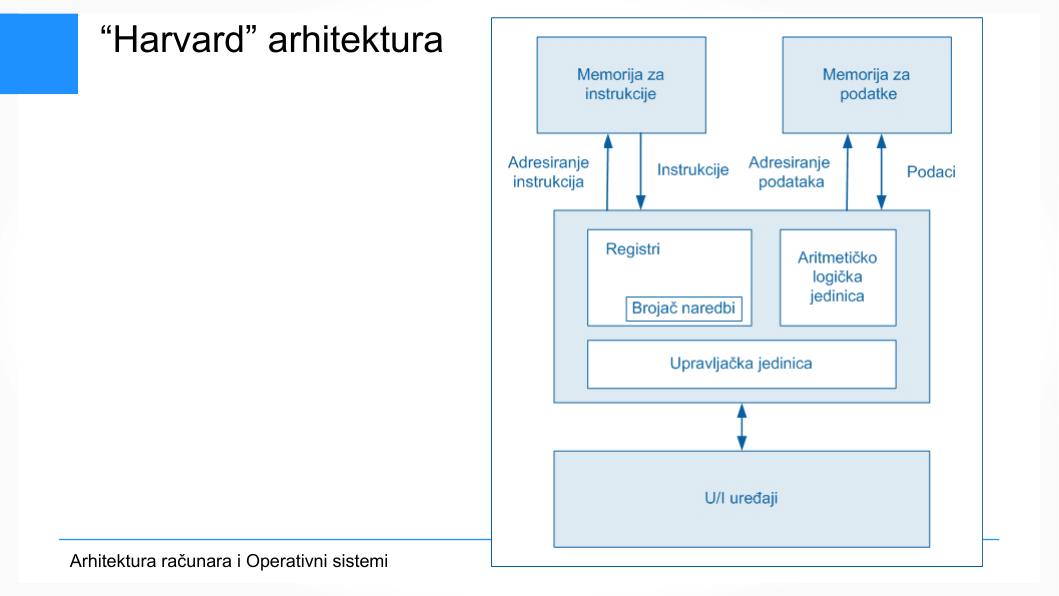 “Harvard” arhitektura
Memorija za
instrukcije
Memorija za
podatke
Adresiranje
instrukcija
Instrukcije
Adresiranje
podataka
Podaci
Registri
Brojač naredbi
Aritmetičko
logička
jedinica
Upravljačka jedinica
U/I uređaji
Arhitektura računara i Operativni sistemi